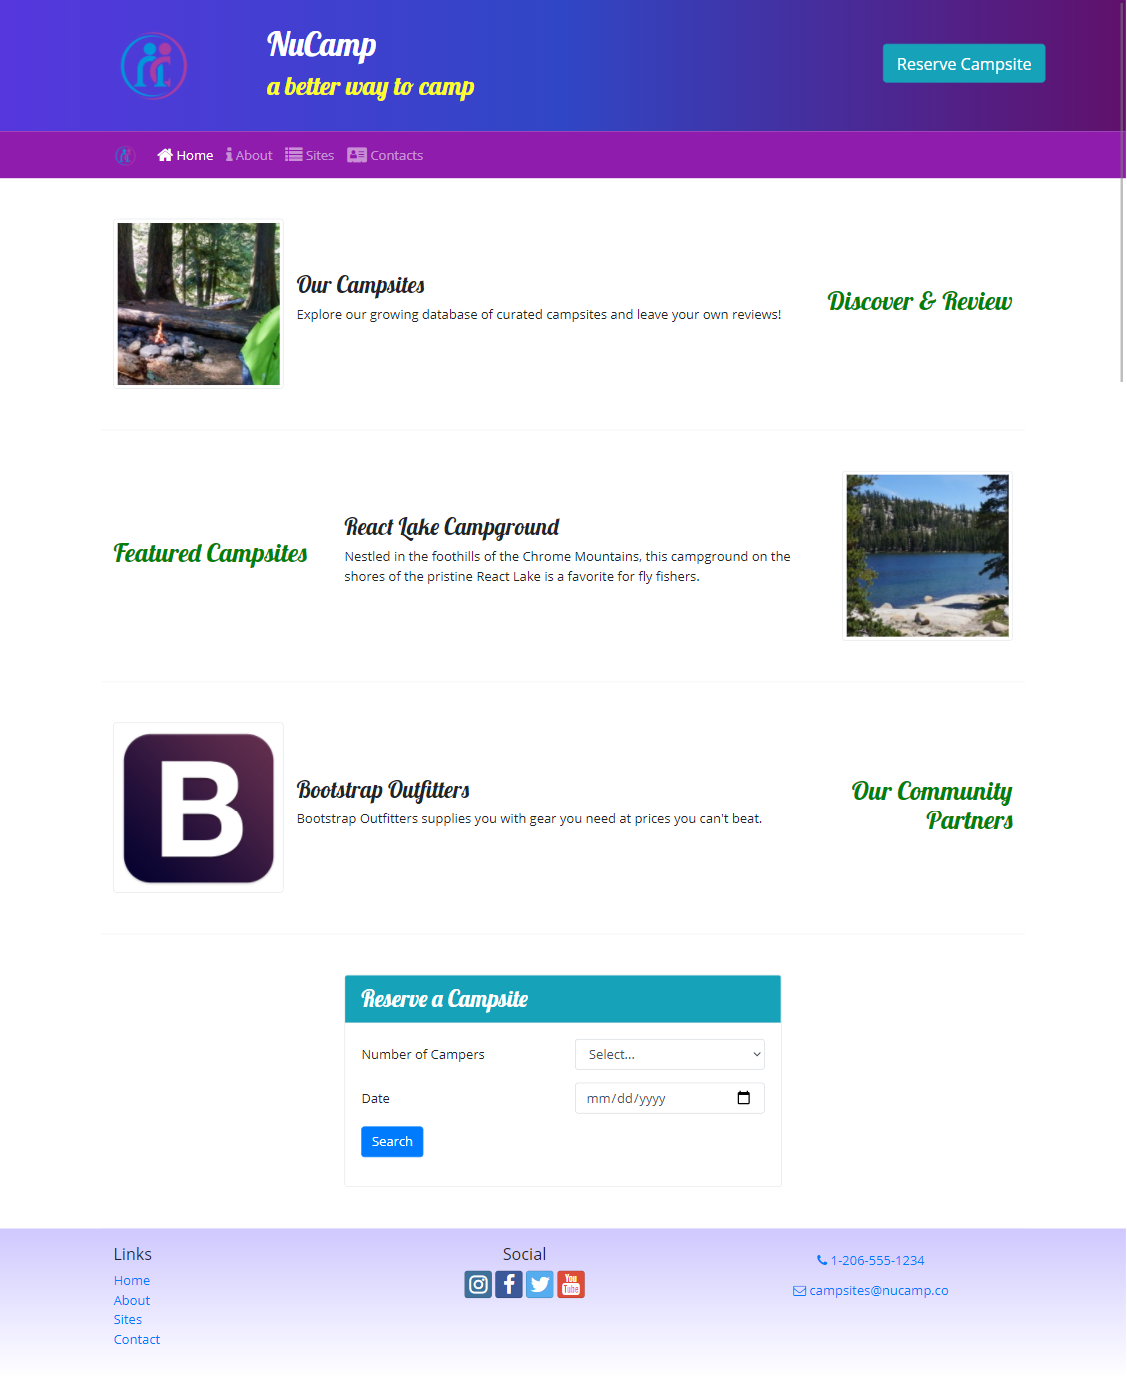 NuCamp
a better way to camp
Reserve Campsite
Home About Sites Contacts
Our Campsites
Explore our growing database of curated campsites and leave your own reviews!
Discover & Review
Featured Campsites
React Lake Campground
Nestled in the foothills of the Chrome Mountains, this campground on the
shores of the pristine React Lake is a favorite for fly fishers.
B
Bootstrap Outfitters
Bootstrap Outfitters supplies you with gear you need at prices you can't beat.
Our Community
Partners
Reserve a Campsite
Number of Campers
Select...
Date
mm/dd/yyyy
Search
Links
Home
About
Sites
Contact
Social
You
Tube
1-206-555-1234
campsites@nucamp.co